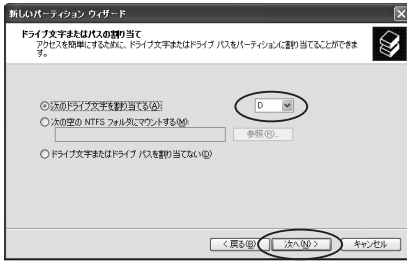 新しいパーティション ウィザード
ドライブ文字またはパスの割り当て
アクセスを簡単にするために、ドライブ文字またはドライブ パスをパーティションに割り当てることができま
す。
次のドライブ文字を割り当てる(A):
D
次の空の NTFS フォルダにマウントする(M):
参照(R)...
ドライブ文字またはドライブ パスを割り当てない(D)
< 戻る(B)
次へ(N) >
キャンセル